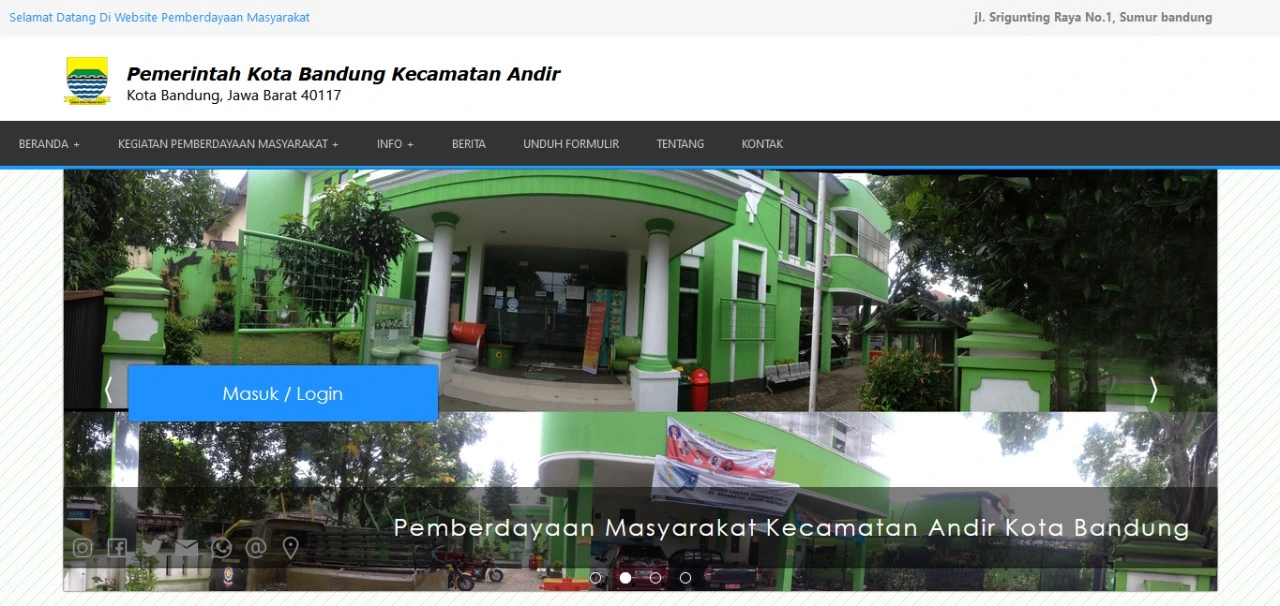 Selamat Datang Di Website Pemberdayaan Masyarakat
jl. Srigunting Raya No.1, Sumur bandung
Pemerintah Kota Bandung Kecamatan Andir
Kota Bandung, Jawa Barat 40117
BERANDA + KEGIATAN PEMBERDAYAAN MASYARAKAT + INFO + BERITA UNDUH FORMULIR TENTANG KONTAK
Masuk / Login
Pemberdayaan Masyarakat Kecamatan Andir Kota Bandung